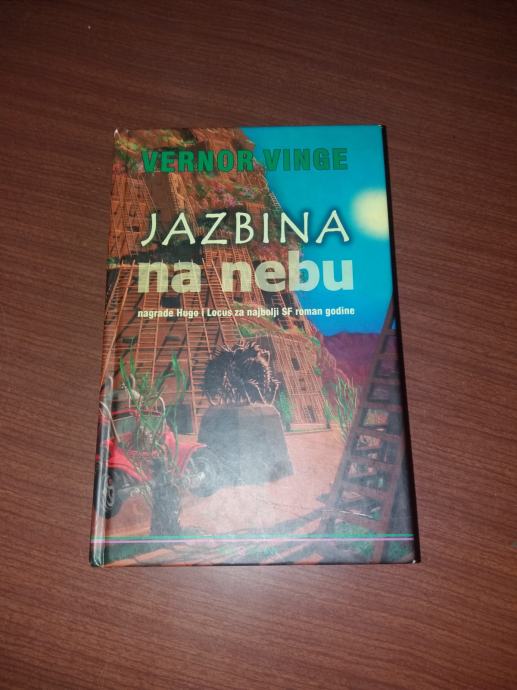 VERNOR VINGE
JAZBINA
na nebu
nagrade Hugo i Locus za najbolji SF roman godine